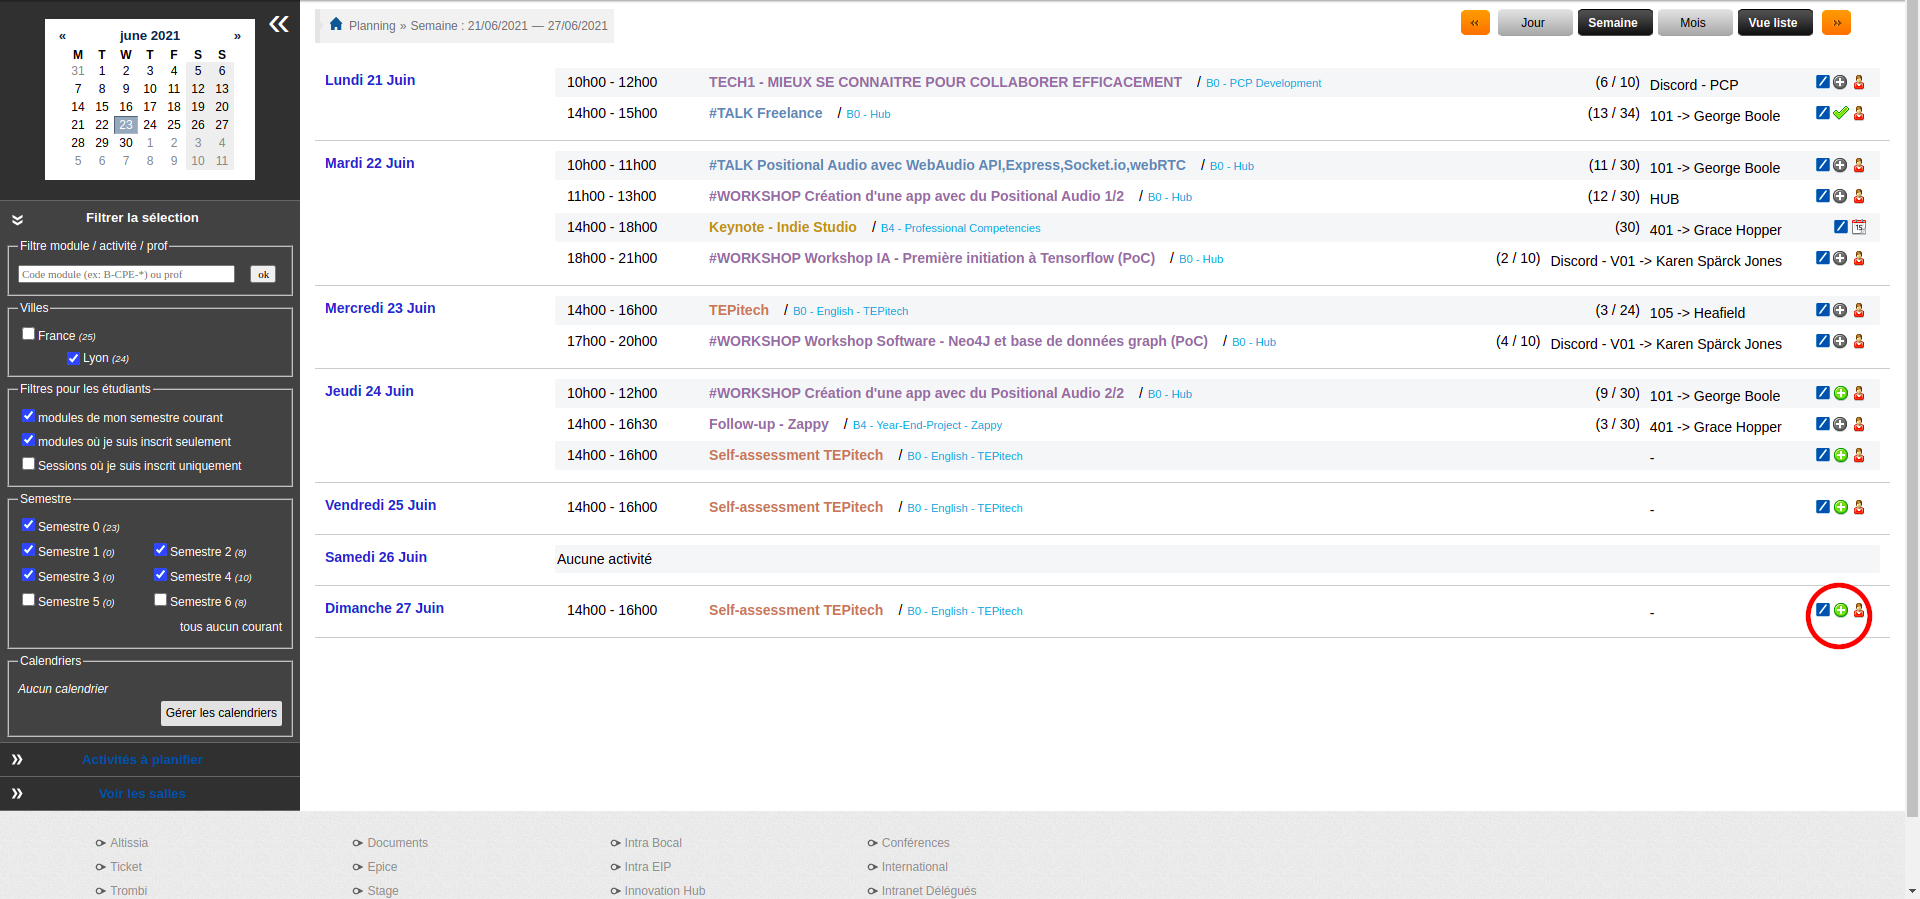 « june 2021 »
M T W T F S S
31 1 2 3 4 5 6
7 8 9 10 11 12 13
14 15 16 17 18 19 20
21 22 23 24 25 26 27
28 29 30 1 2 3 4
5 6 7 8 9 10 11
Filtrer la sélection
Filtre module / activité / prof
Code module (ex: B-CPE-*) ou prof ok
Villes
France (25)
Lyon (24)
Filtres pour les étudiants
modules de mon semestre courant
modules où je suis inscrit seulement
Sessions où je suis inscrit uniquement
Semestre
Semestre 0 (23)
Semestre 1 (0) Semestre 2 (8)
Semestre 3 (0) Semestre 4 (10)
Semestre 5 (0) Semestre 6 (8)
tous aucun courant
Calendriers
Aucun calendrier
Gérer les calendriers
Activités à planifier
Voir les salles
Planning » Semaine : 21/06/2021 — 27/06/2021
« Jour Semaine Mois Vue liste »
Lundi 21 Juin 10h00 - 12h00 TECH1 - MIEUX SE CONNAITRE POUR COLLABORER EFFICACEMENT / B0 - PCP Development (6 / 10) Discord - PCP
14h00 - 15h00 #TALK Freelance / B0 - Hub (13 / 34) 101 -> George Boole
Mardi 22 Juin 10h00 - 11h00 #TALK Positional Audio avec WebAudio API,Express,Socket.io,webRTC / B0 - Hub (11 / 30) 101 -> George Boole
11h00 - 13h00 #WORKSHOP Création d'une app avec du Positional Audio 1/2 / B0 - Hub (12 / 30) HUB
14h00 - 18h00 Keynote - Indie Studio / B4 - Professional Competencies (30) 401 -> Grace Hopper
18h00 - 21h00 #WORKSHOP Workshop IA - Première initiation à Tensorflow (PoC) / B0 - Hub (2 / 10) Discord - V01 -> Karen Spärck Jones
Mercredi 23 Juin 14h00 - 16h00 TEPitech / B0 - English - TEPitech (3 / 24) 105 -> Heafield
17h00 - 20h00 #WORKSHOP Workshop Software - Neo4J et base de données graph (PoC) / B0 - Hub (4 / 10) Discord - V01 -> Karen Spärck Jones
Jeudi 24 Juin 10h00 - 12h00 #WORKSHOP Création d'une app avec du Positional Audio 2/2 / B0 - Hub (9 / 30) 101 -> George Boole
14h00 - 16h30 Follow-up - Zappy / B4 - Year-End-Project - Zappy (3 / 30) 401 -> Grace Hopper
14h00 - 16h00 Self-assessment TEPitech / B0 - English - TEPitech -
Vendredi 25 Juin 14h00 - 16h00 Self-assessment TEPitech / B0 - English - TEPitech -
Samedi 26 Juin Aucune activité
Dimanche 27 Juin 14h00 - 16h00 Self-assessment TEPitech / B0 - English - TEPitech -
Altissia Documents Intra Bocal Conférences
Ticket Epice Intra EIP International
Trombi Stage Innovation Hub Intranet Délégués